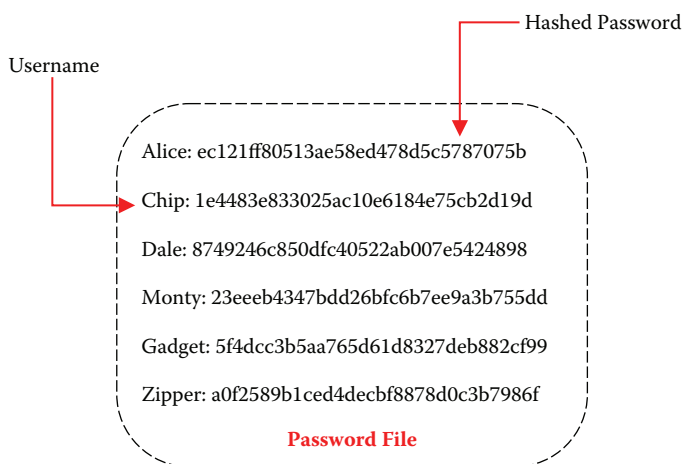 Hashed Password
Username
Alice: ec121ff80513ae58ed478d5c5787075b
Chip: 1e4483e833025ac10e6184e75cb2d19d
Dale: 8749246c850dfc40522ab007e5424898
Monty: 23eeeb4347bdd26bfc6b7ee9a3b755dd
Gadget: 5f4dcc3b5aa765d61d8327deb882cf99
Zipper: a0f2589b1ced4decbf8878d0c3b7986f
Password File